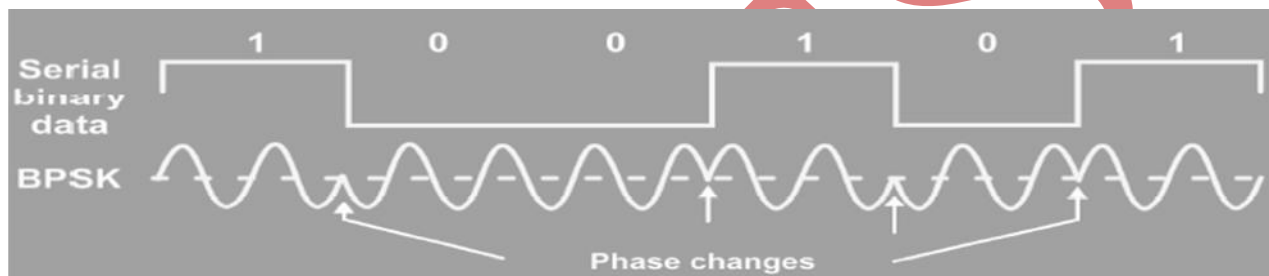 1 0 0 1 0 1
Serial
binary
data
BPSK
Phase changes